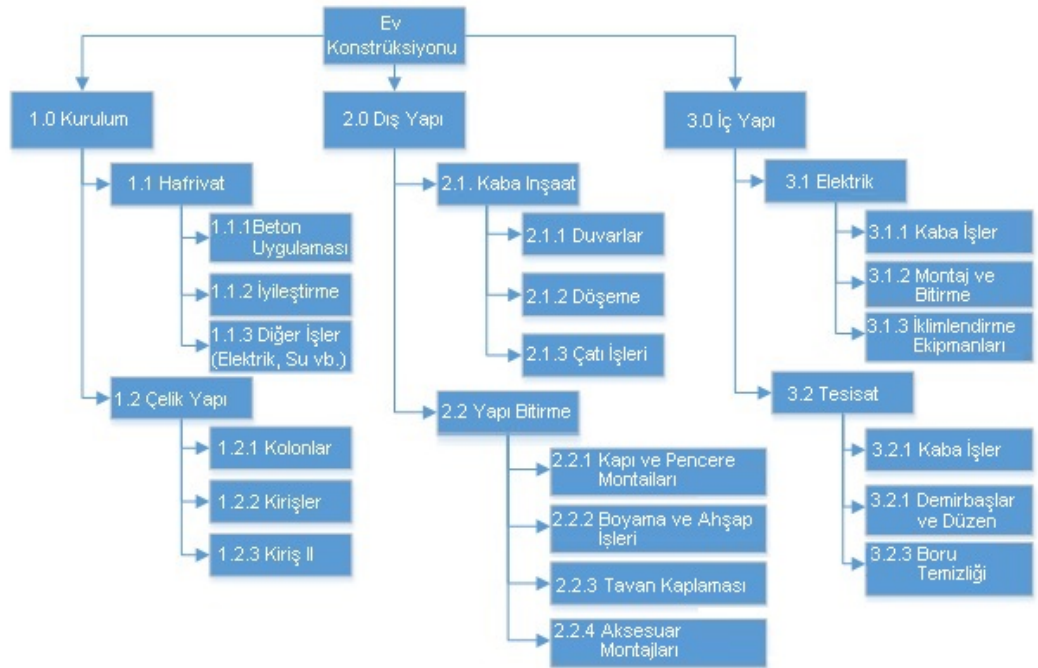 Ev
Konstrüksiyonu
1.0 Kurulum
1.1 Hafrivat
1.1.1Beton
Uygulaması
1.1.2 İyileştirme
1.1.3 Diğer İşler
(Elektrik, Su vb.)
1.2 Çelik Yapı
1.2.1 Kolonlar
1.2.2 Kirişler
1.2.3 Kiriş II
2.0 Dış Yapı
2.1. Kaba Inşaat
2.1.1 Duvarlar
2.1.2 Döşeme
2.1.3 Çatı İşleri
2.2 Yapı Bitirme
2.2.1 Kapı ve Pencere
Montaıları
2.2.2 Boyama ve Ahşap
İşleri
2.2.3 Tavan Kaplaması
2.2.4 Aksesuar
Montajları
3.0 İç Yapı
3.1 Elektrik
3.1.1 Kaba İşler
3.1.2 Montaj ve
Bitirme
3.1.3 İklimlendirme
Ekipmanları
3.2 Tesisat
3.2.1 Kaba İşler
3.2.1 Demirbaşlar
ve Düzen
3.2.3 Boru
Temizliği